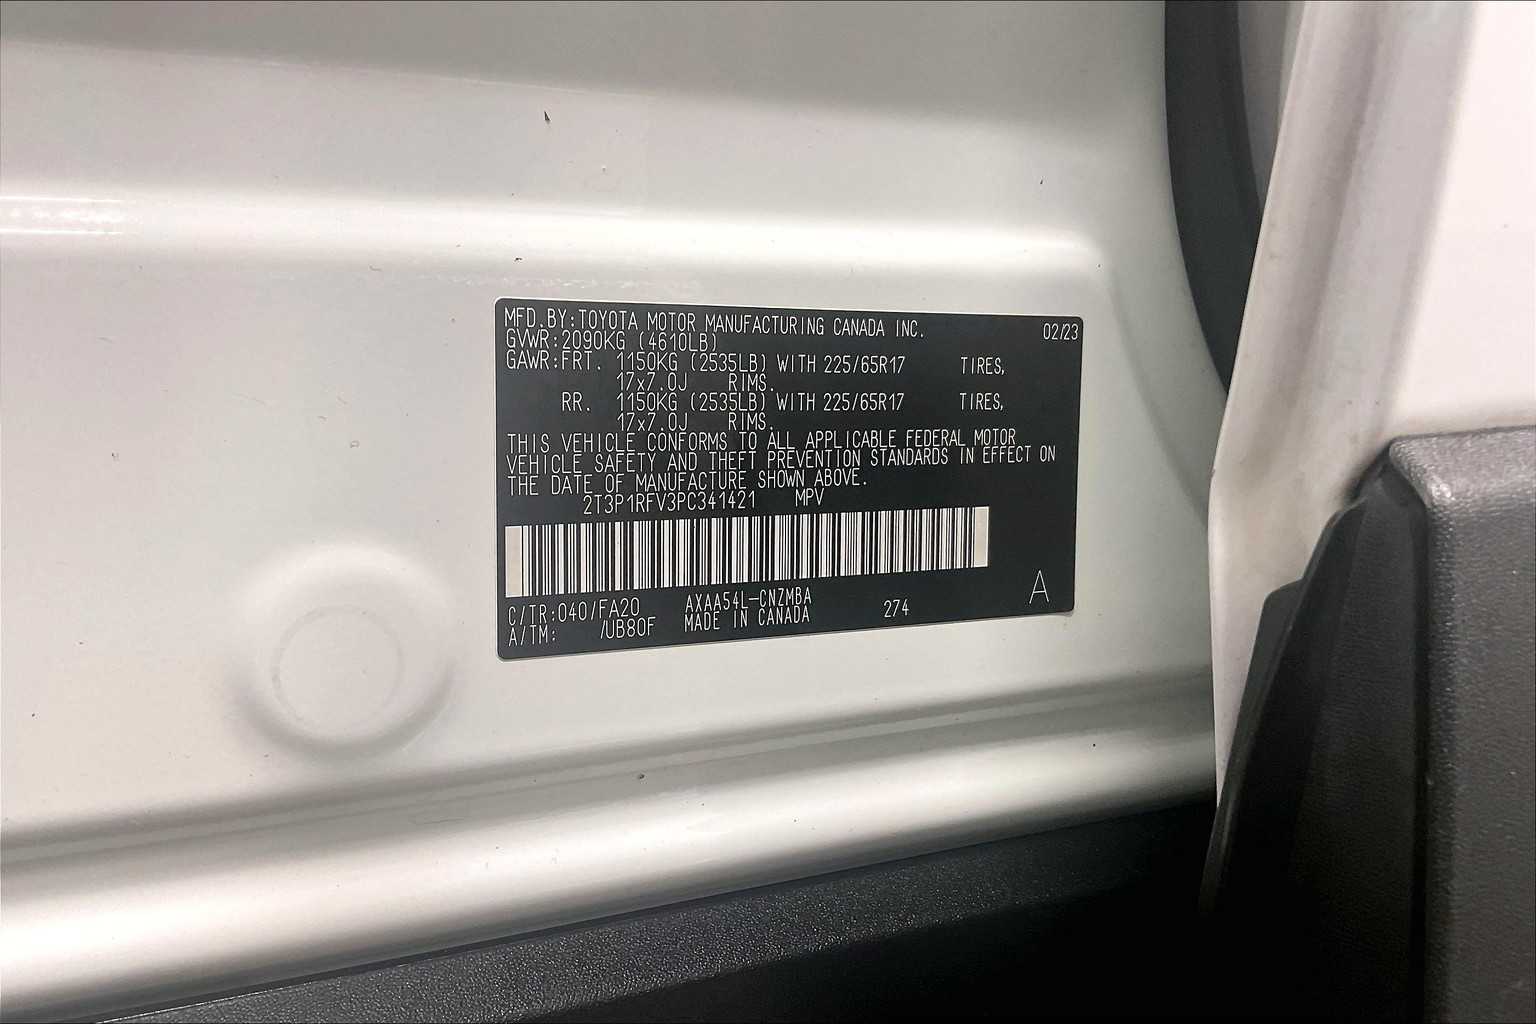 MFD. BY: TOYOTA MOTOR MANUFACTURING CANADA INC. 02/23
GVWR: 2090KG (4610LB)
GAWR: FRT. 1150KG (2535LB) WITH 225/65R17 TIRES,
17x7.0J RIMS.
RR. 1150KG (2535LB) WITH 225/65R17 TIRES,
17x7.0J RIMS.
THIS VEHICLE CONFORMS TO ALL APPLICABLE FEDERAL MOTOR
VEHICLE SAFETY AND THEFT PREVENTION STANDARDS IN EFFECT ON
THE DATE OF MANUFACTURE SHOWN ABOVE.
2T3P1RFV3PC341421 MPV
A
C/TR: 040/FA20 AXAA54L-CNZMBA 274
A/TM: /UB80F MADE IN CANADA